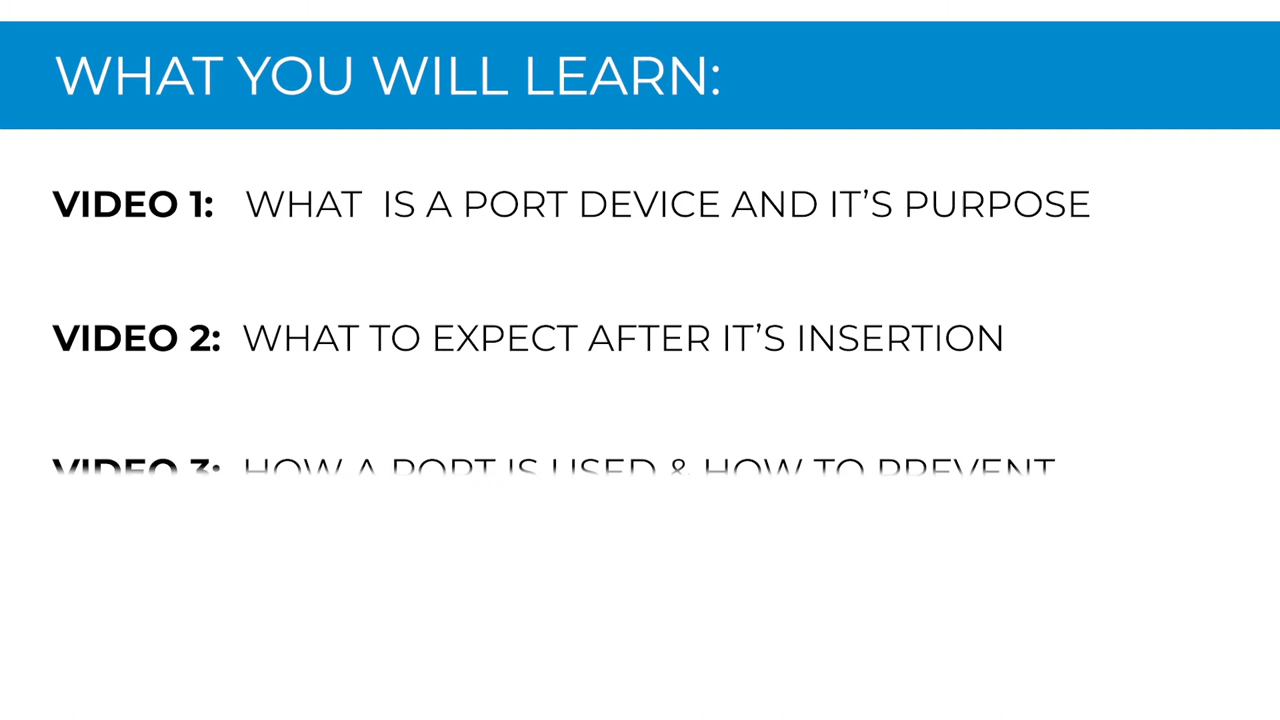 WHAT YOU WILL LEARN:
VIDEO 1: WHAT IS A PORT DEVICE AND IT’S PURPOSE
VIDEO 2: WHAT TO EXPECT AFTER IT’S INSERTION
VIDEO 3: HOW A PORT IS USED & HOW TO PREVENT